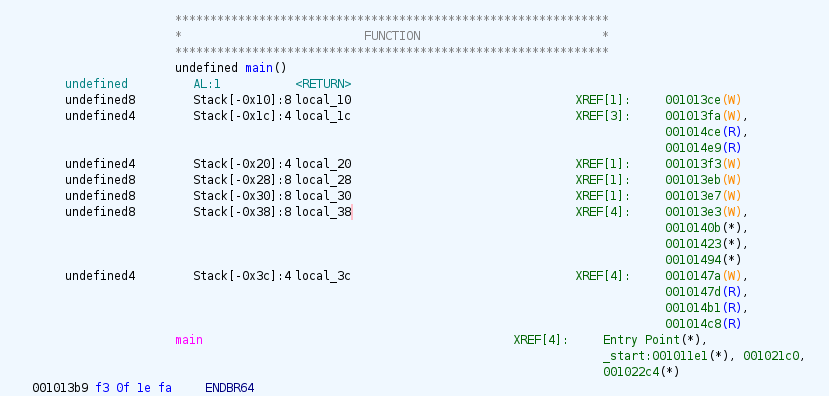 **************************************************************
*                          FUNCTION                          *
**************************************************************
undefined main()
undefined AL:1 <RETURN>
undefined8 Stack[-0x10]:8 local_10 XREF[1]: 001013ce(W)
undefined4 Stack[-0x1c]:4 local_1c XREF[3]: 001013fa(W),
001014ce(R),
001014e9(R)
undefined4 Stack[-0x20]:4 local_20 XREF[1]: 001013f3(W)
undefined8 Stack[-0x28]:8 local_28 XREF[1]: 001013eb(W)
undefined8 Stack[-0x30]:8 local_30 XREF[1]: 001013e7(W)
undefined8 Stack[-0x38]:8 local_38 XREF[4]: 001013e3(W),
0010140b(*),
00101423(*),
00101494(*)
undefined4 Stack[-0x3c]:4 local_3c XREF[4]: 0010147a(W),
0010147d(R),
001014b1(R),
001014c8(R)
main XREF[4]: Entry Point(*),
_start:001011e1(*), 001021c0,
001022c4(*)
001013b9 f3 0f 1e fa ENDBR64